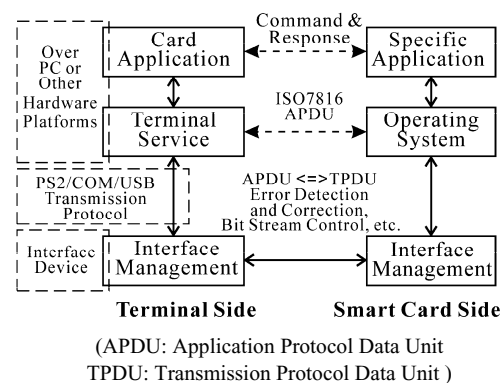 Over
PC or
Other
Hardware
Platforms
Card
Application
Command &
Response
Specific
Application
Terminal
Service
ISO7816
APDU
Operating
System
PS2/COM/USB
Transmission
Protocol
APDU <=>TPDU
Error Detection
and Correction,
Bit Stream Control, etc.
Interface
Device
Interface
Management
Interface
Management
Terminal Side
Smart Card Side
(APDU: Application Protocol Data Unit
TPDU: Transmission Protocol Data Unit )